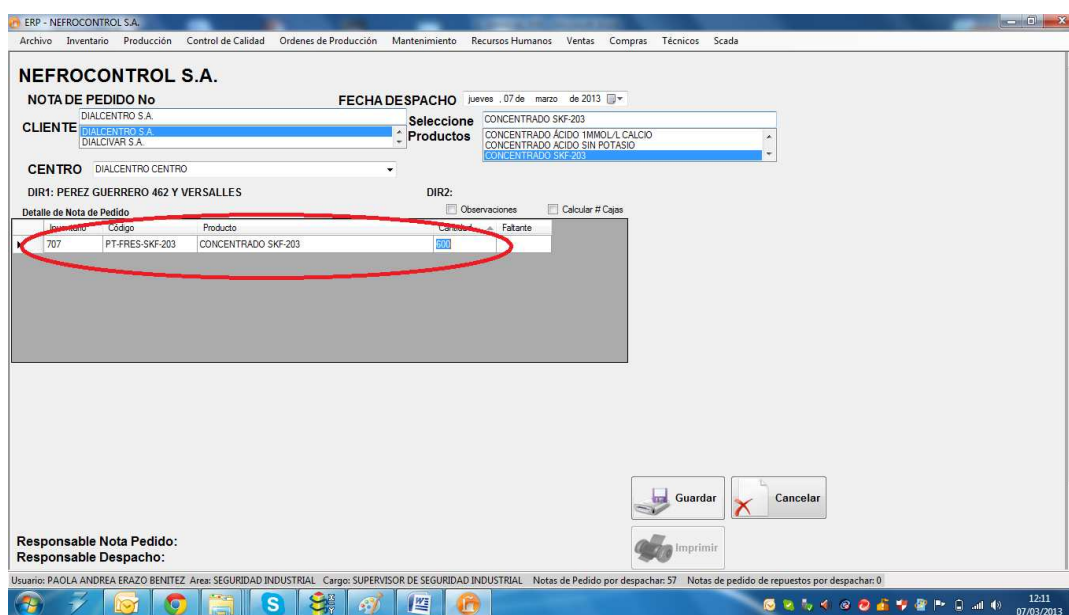 ERP - NEFROCONTROL S.A.
Archivo Inventario Producción Control de Calidad Ordenes de Producción Mantenimiento Recursos Humanos Ventas Compras Técnicos Scada
NEFROCONTROL S.A.
NOTA DE PEDIDO No FECHA DESPACHO jueves , 07 de marzo de 2013
CLIENTE DIALCENTRO S.A. Seleccione Productos CONCENTRADO SKF-203
DIALCENTRO S.A. CONCENTRADO ÁCIDO 1MMOL/L CALCIO
DIALCIVAR S.A. CONCENTRADO ACIDO SIN POTASIO
CONCENTRADO SKF-203
CENTRO DIALCENTRO CENTRO
DIR1: PEREZ GUERRERO 462 Y VERSALLES DIR2:
Detalle de Nota de Pedido Observaciones Calcular # Cajas
Inventario Código Producto Cantidad Faltante
707 PT-FRES-SKF-203 CONCENTRADO SKF-203 600
Guardar Cancelar
Imprimir
Responsable Nota Pedido:
Responsable Despacho:
Usuario: PAOLA ANDREA ERAZO BENITEZ Area: SEGURIDAD INDUSTRIAL Cargo: SUPERVISOR DE SEGURIDAD INDUSTRIAL Notas de Pedido por despachar: 57 Notas de pedido de repuestos por despachar: 0
12:11
07/03/2013